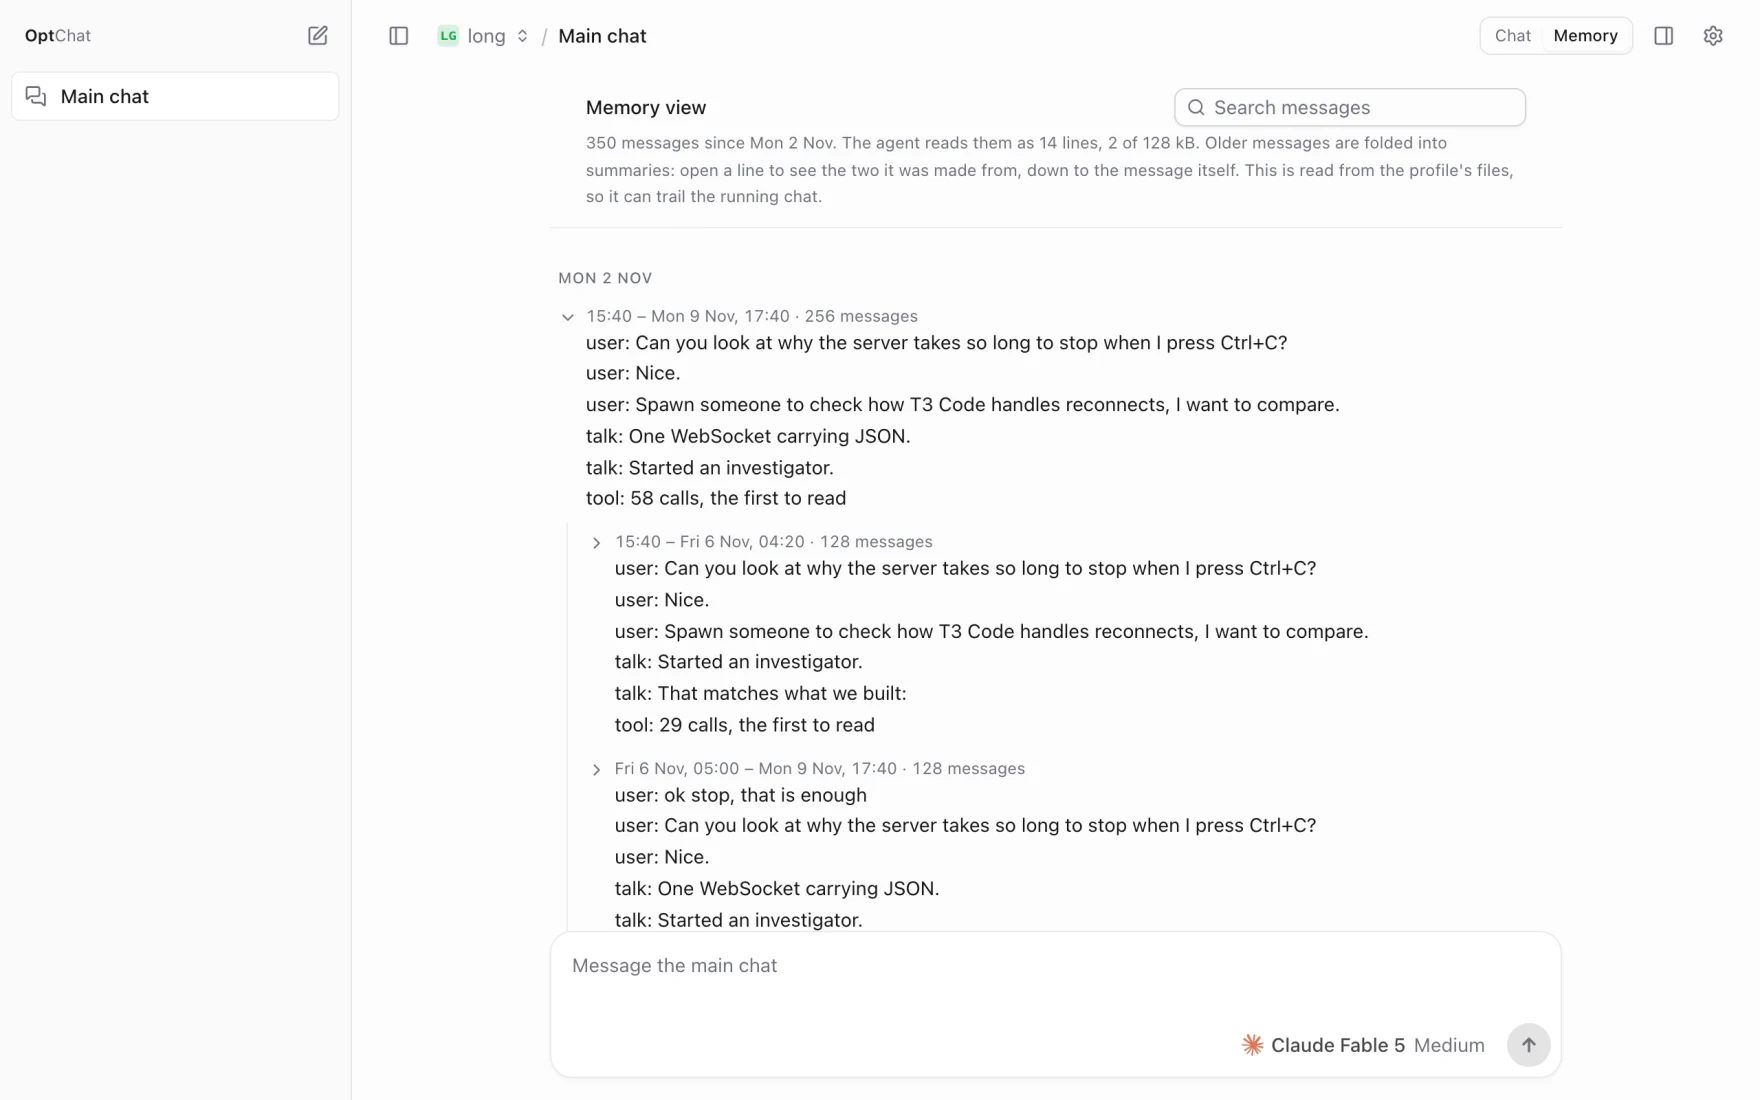 OptChat
LG long / Main chat
Chat Memory
Main chat
Memory view
Search messages
350 messages since Mon 2 Nov. The agent reads them as 14 lines, 2 of 128 kB. Older messages are folded into
summaries: open a line to see the two it was made from, down to the message itself. This is read from the profile's files,
so it can trail the running chat.
MON 2 NOV
15:40 – Mon 9 Nov, 17:40 · 256 messages
user: Can you look at why the server takes so long to stop when I press Ctrl+C?
user: Nice.
user: Spawn someone to check how T3 Code handles reconnects, I want to compare.
talk: One WebSocket carrying JSON.
talk: Started an investigator.
tool: 58 calls, the first to read
15:40 – Fri 6 Nov, 04:20 · 128 messages
user: Can you look at why the server takes so long to stop when I press Ctrl+C?
user: Nice.
user: Spawn someone to check how T3 Code handles reconnects, I want to compare.
talk: Started an investigator.
talk: That matches what we built:
tool: 29 calls, the first to read
Fri 6 Nov, 05:00 – Mon 9 Nov, 17:40 · 128 messages
user: ok stop, that is enough
user: Can you look at why the server takes so long to stop when I press Ctrl+C?
user: Nice.
talk: One WebSocket carrying JSON.
talk: Started an investigator.
Message the main chat
Claude Fable 5 Medium